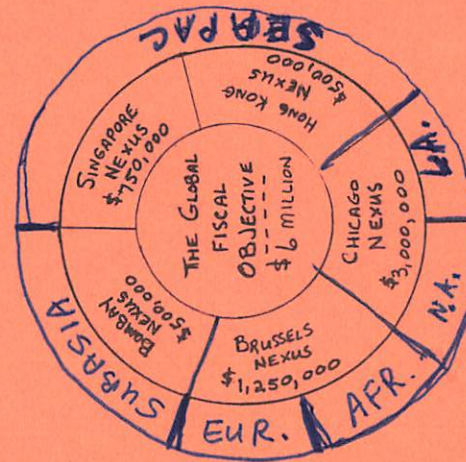 SEAPAC
HONG KONG
NEXUS
$500,000
SINGAPORE
NEXUS
$750,000
THE GLOBAL
FISCAL
OBJECTIVE
$6 MILLION
CHICAGO
NEXUS
$3,000,000
BOMBAY
NEXUS
$500,000
BRUSSELS
NEXUS
$1,250,000
L.A.
N.A.
AFR.
EUR.
SUBASIA